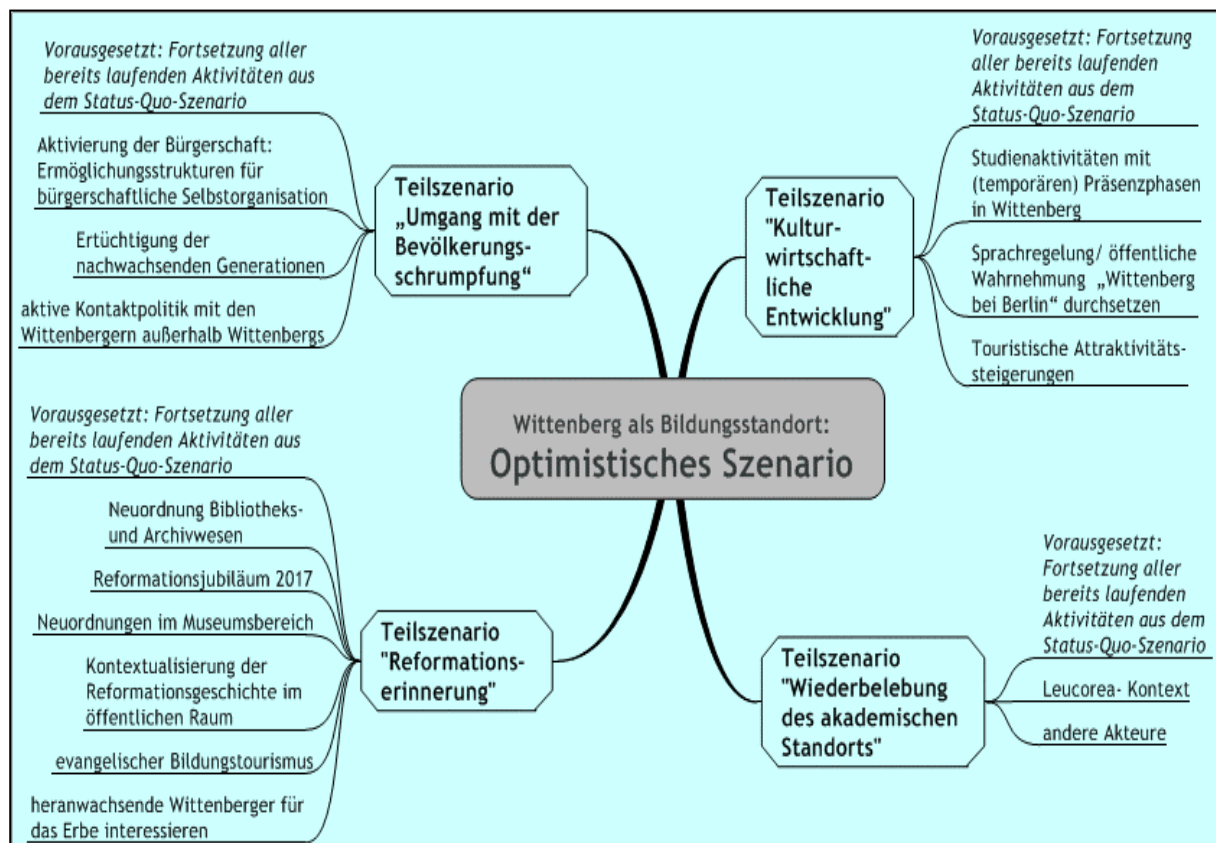 Vorausgesetzt: Fortsetzung aller
bereits laufenden Aktivitäten aus
dem Status-Quo-Szenario
Aktivierung der Bürgerschaft:
Ermöglichungsstrukturen für
bürgerschaftliche Selbstorganisation
Ertüchtigung der
nachwachsenden Generationen
aktive Kontaktpolitik mit den
Wittenbergern außerhalb Wittenbergs
Teilszenario
„Umgang mit der
Bevölkerungs-
schrumpfung“
Vorausgesetzt: Fortsetzung
aller bereits laufenden
Aktivitäten aus dem
Status-Quo-Szenario
Studienaktivitäten mit
(temporären) Präsenzphasen
in Wittenberg
Sprachregelung/ öffentliche
Wahrnehmung „Wittenberg
bei Berlin“ durchsetzen
Touristische Attraktivitäts-
steigerungen
Teilszenario
"Kultur-
wirtschaft-
liche
Entwicklung"
Wittenberg als Bildungsstandort:
Optimistisches Szenario
Vorausgesetzt: Fortsetzung aller
bereits laufenden Aktivitäten aus
dem Status-Quo-Szenario
Neuordnung Bibliotheks-
und Archivwesen
Reformationsjubiläum 2017
Neuordnungen im Museumsbereich
Kontextualisierung der
Reformationsgeschichte im
öffentlichen Raum
evangelischer Bildungstourismus
heranwachsende Wittenberger für
das Erbe interessieren
Teilszenario
"Reformations-
erinnerung"
Teilszenario
"Wiederbelebung
des akademischen
Standorts"
Vorausgesetzt:
Fortsetzung aller
bereits laufenden
Aktivitäten aus dem
Status-Quo-Szenario
Leucorea- Kontext
andere Akteure